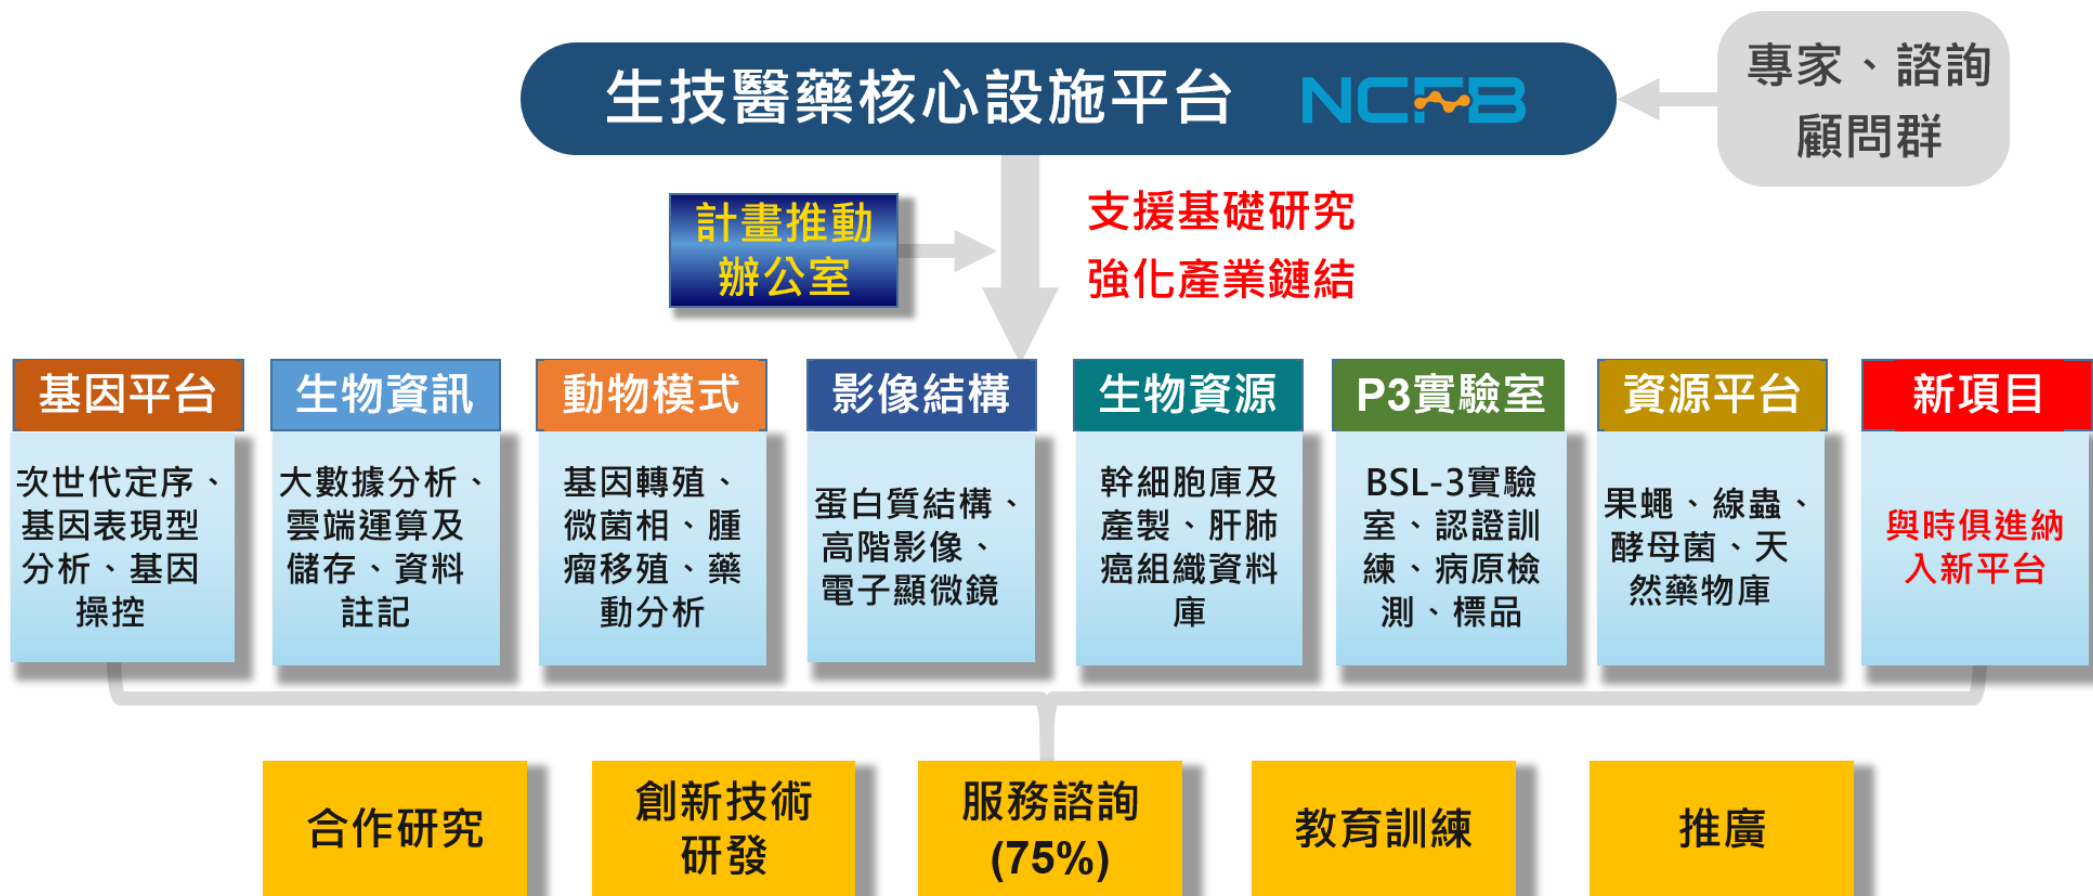 生技醫藥核心設施平台 NCFB
專家、諮詢
顧問群
計畫推動
辦公室
支援基礎研究
強化產業鏈結
基因平台
次世代定序、
基因表現型
分析、基因
操控
生物資訊
大數據分析、
雲端運算及
儲存、資料
註記
動物模式
基因轉殖、
微菌相、腫
瘤移殖、藥
動分析
影像結構
蛋白質結構、
高階影像、
電子顯微鏡
生物資源
幹細胞庫及
產製、肝肺
癌組織資料
庫
P3實驗室
BSL-3實驗
室、認證訓
練、病原檢
測、標品
資源平台
果蠅、線蟲、
酵母菌、天
然藥物庫
新項目
與時俱進納
入新平台
合作研究
創新技術
研發
服務諮詢
(75%)
教育訓練
推廣